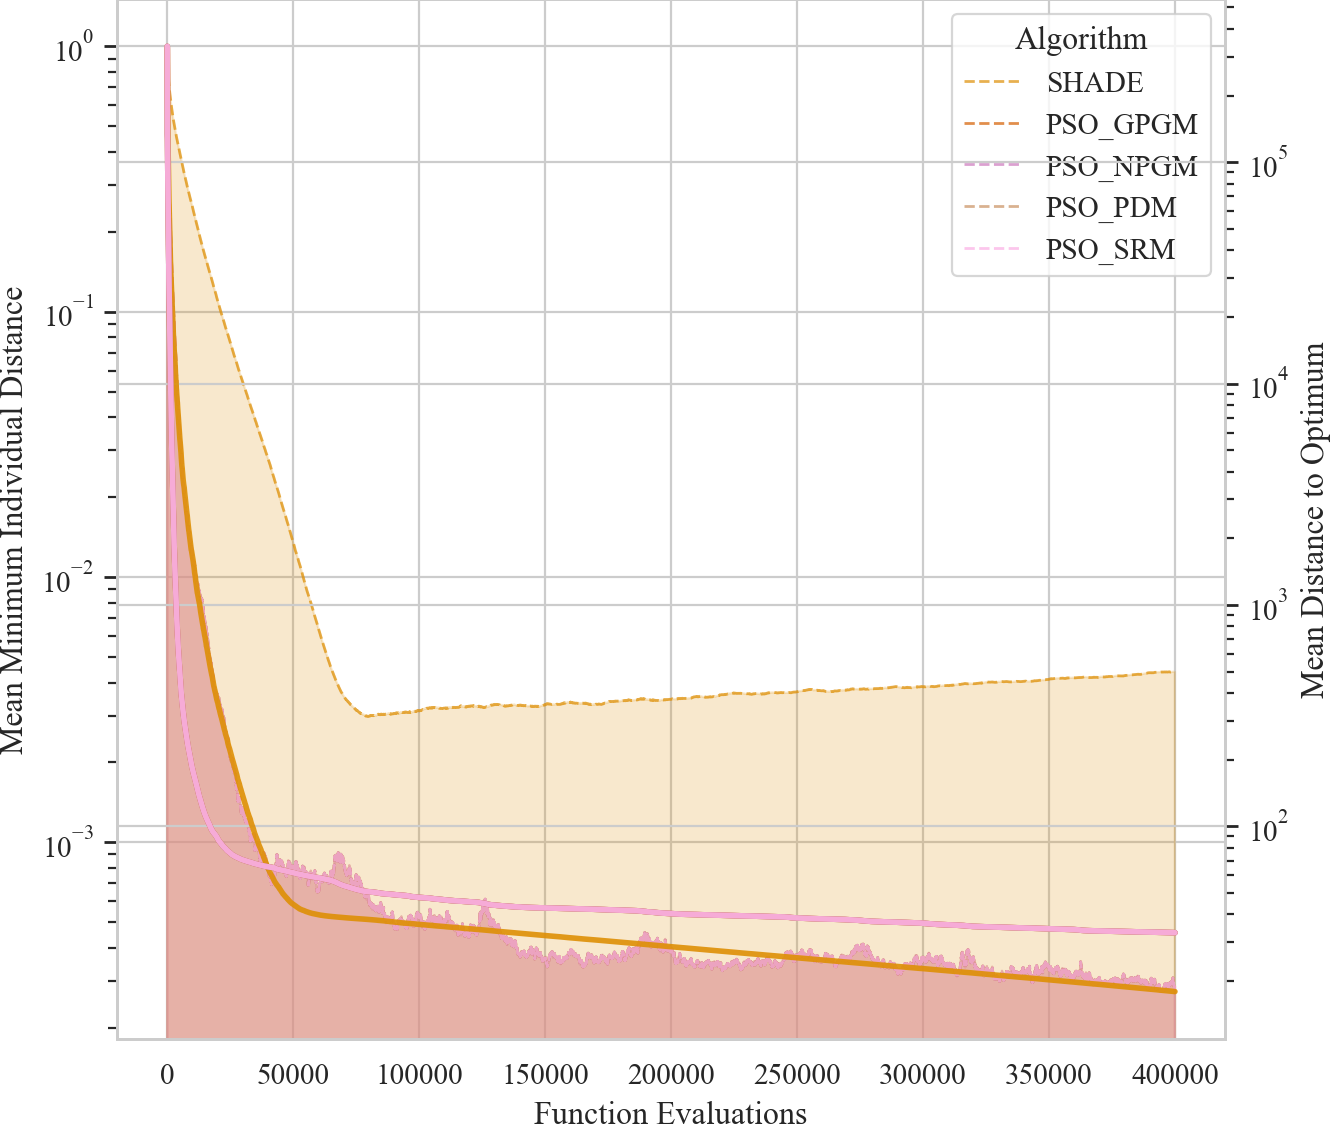 Algorithm
SHADE
PSO_GPGM
PSO_NPGM
PSO_PDM
PSO_SRM
10^0
10^-1
10^-2
10^-3
Mean Minimum Individual Distance
10^5
10^4
10^3
10^2
Mean Distance to Optimum
0 50000 100000 150000 200000 250000 300000 350000 400000
Function Evaluations